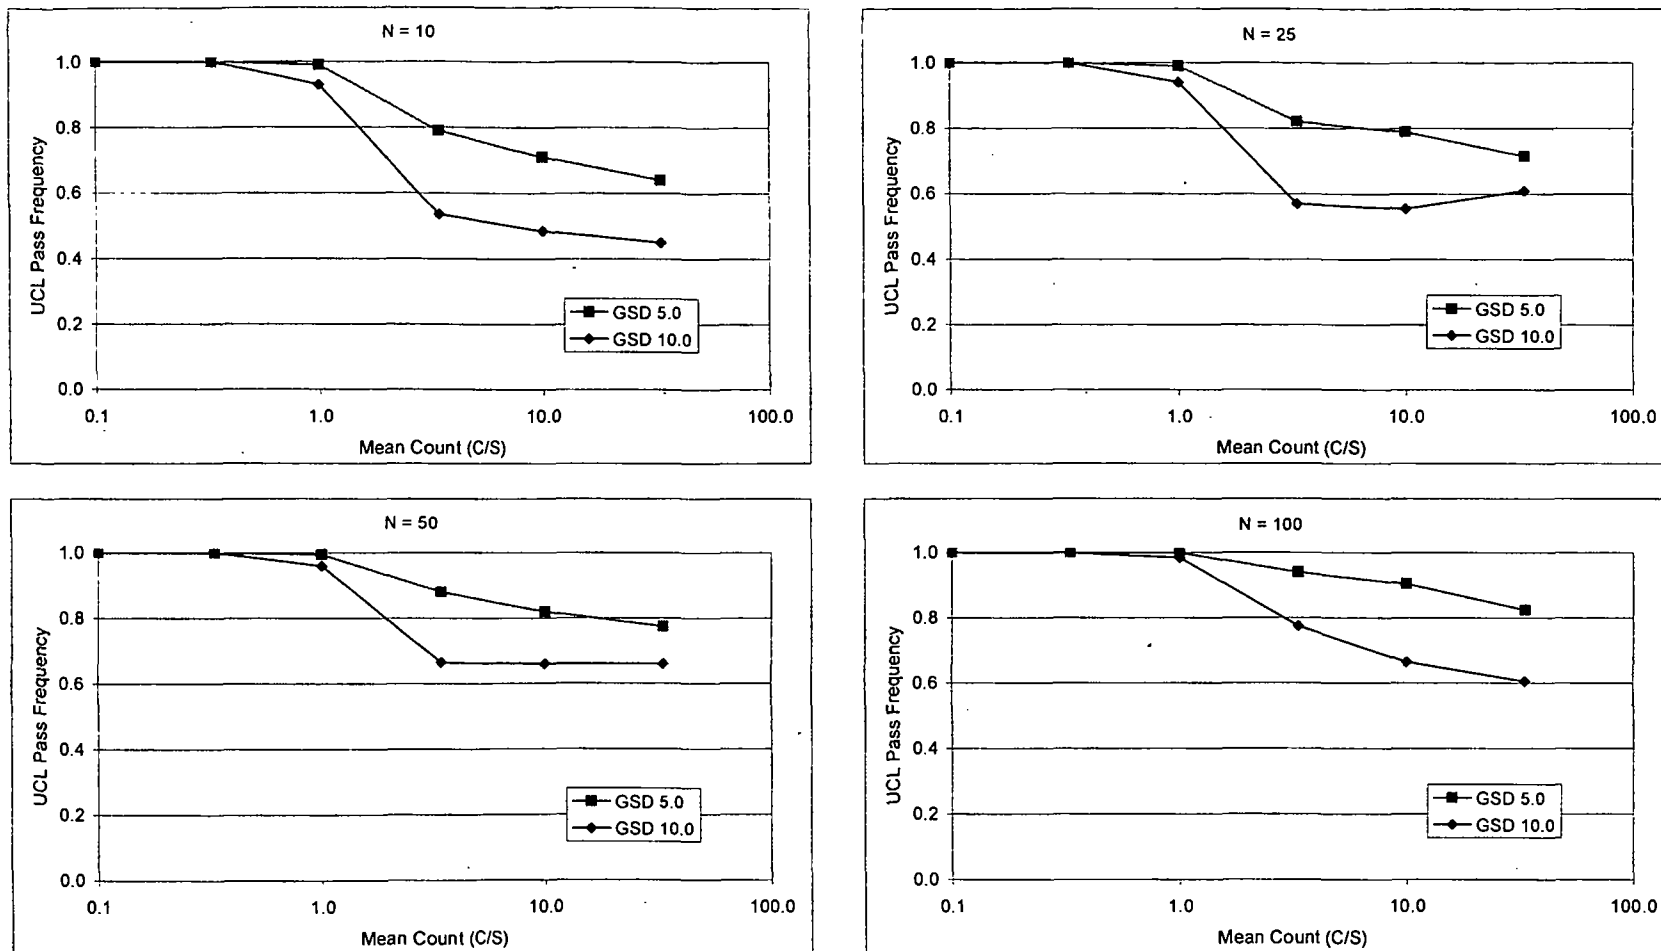 N = 10
UCL Pass Frequency
1.0
0.8
0.6
0.4
0.2
0.0
GSD 5.0
GSD 10.0
0.1 1.0 10.0 100.0
Mean Count (C/S)
N = 25
UCL Pass Frequency
1.0
0.8
0.6
0.4
0.2
0.0
GSD 5.0
GSD 10.0
0.1 1.0 10.0 100.0
Mean Count (C/S)
N = 50
UCL Pass Frequency
1.0
0.8
0.6
0.4
0.2
0.0
GSD 5.0
GSD 10.0
0.1 1.0 10.0 100.0
Mean Count (C/S)
N = 100
UCL Pass Frequency
1.0
0.8
0.6
0.4
0.2
0.0
GSD 5.0
GSD 10.0
0.1 1.0 10.0 100.0
Mean Count (C/S)